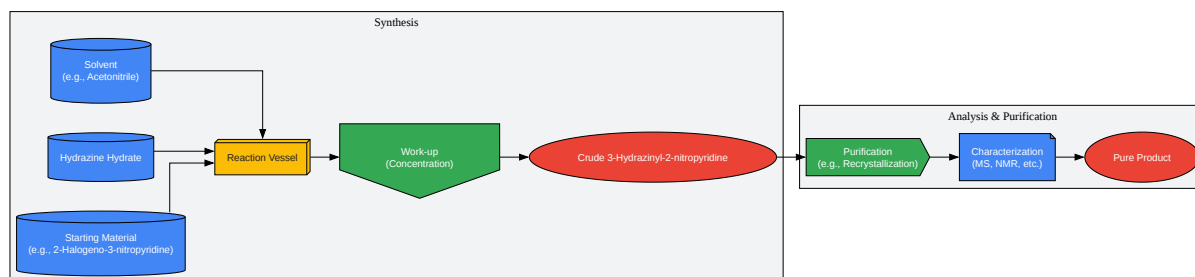 Synthesis
Solvent
(e.g., Acetonitrile)
Hydrazine Hydrate
Starting Material
(e.g., 2-Halogeno-3-nitropyridine)
Reaction Vessel
Work-up
(Concentration)
Crude 3-Hydrazinyl-2-nitropyridine
Analysis & Purification
Purification
(e.g., Recrystallization)
Characterization
(MS, NMR, etc.)
Pure Product